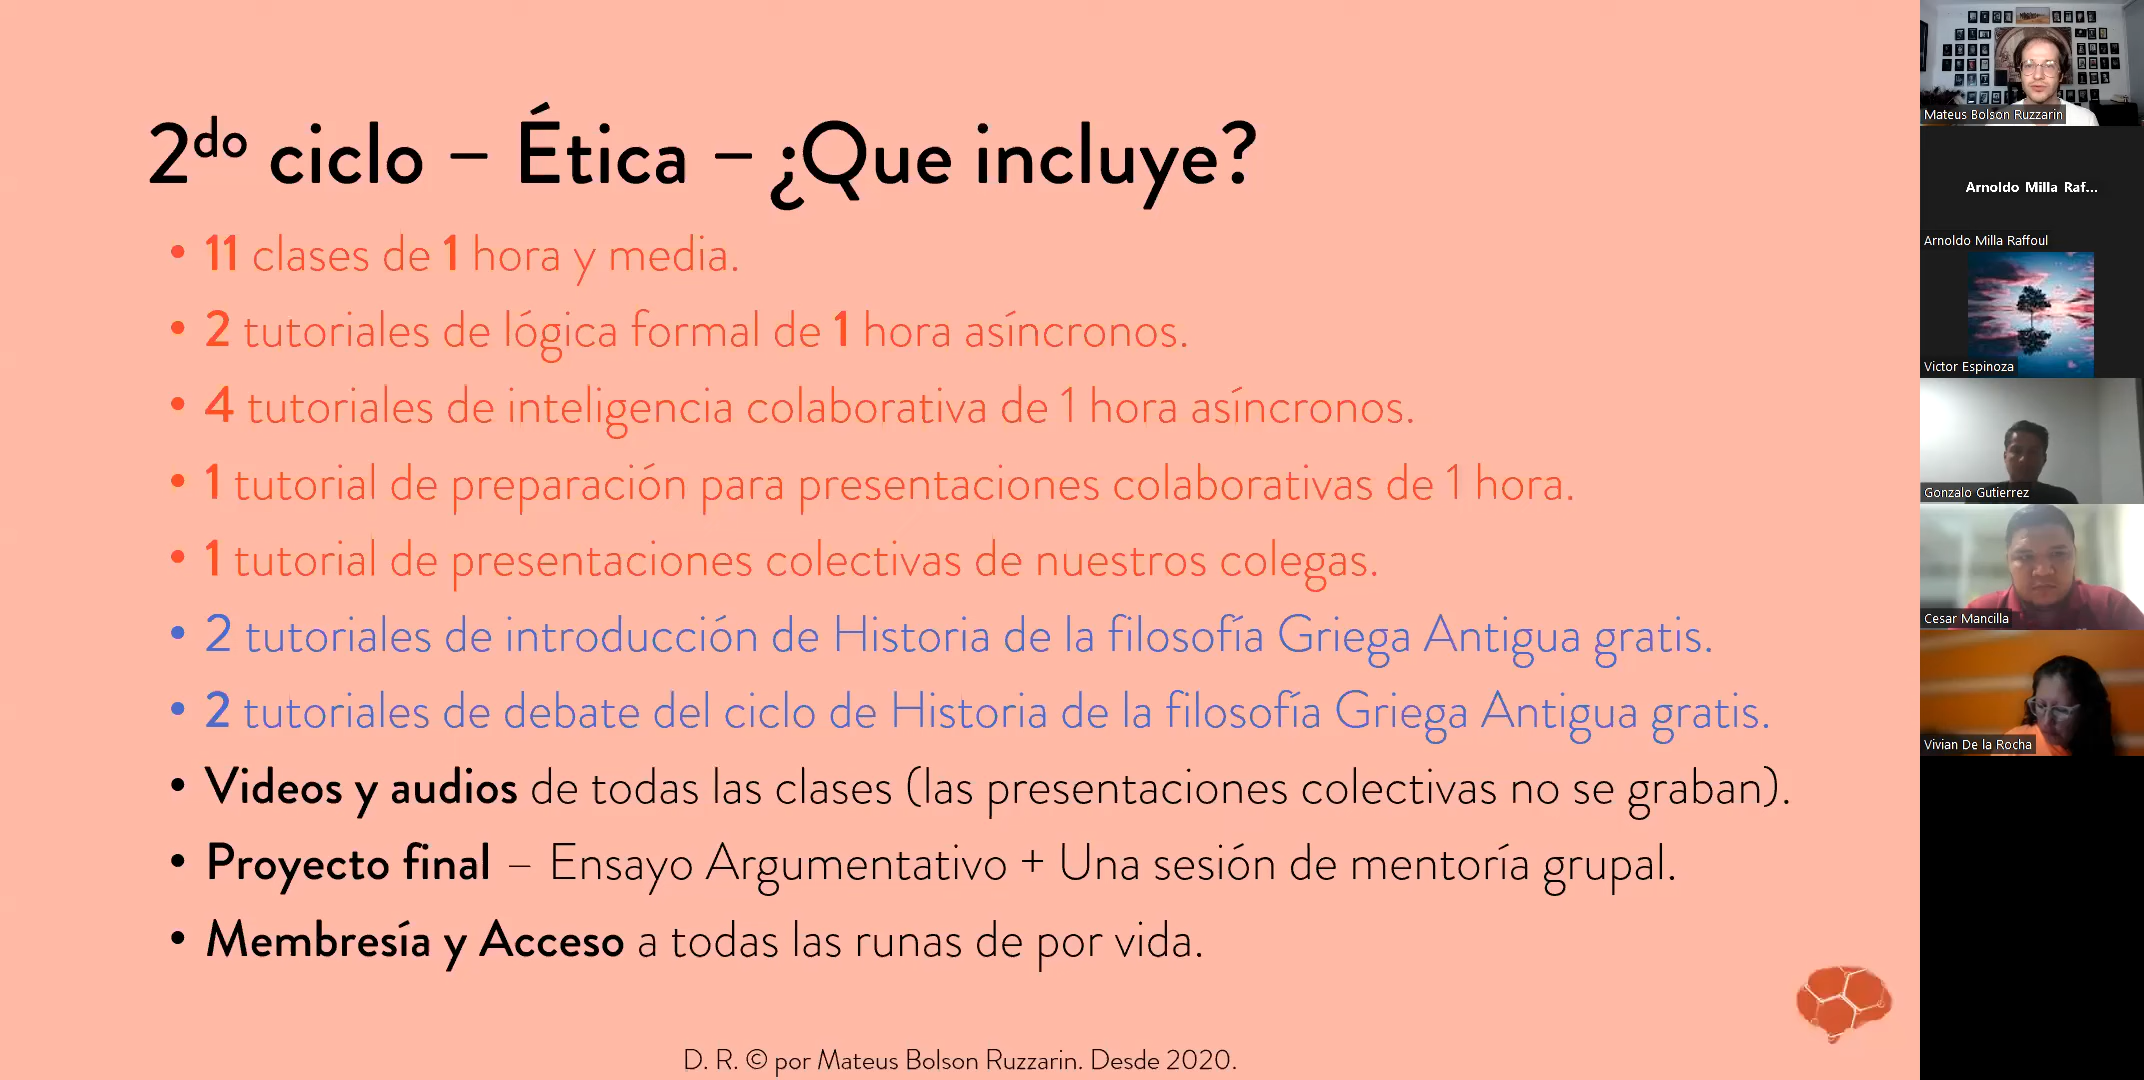 2do ciclo – Ética – ¿Que incluye?
• 11 clases de 1 hora y media.
• 2 tutoriales de lógica formal de 1 hora asíncronos.
• 4 tutoriales de inteligencia colaborativa de 1 hora asíncronos.
• 1 tutorial de preparación para presentaciones colaborativas de 1 hora.
• 1 tutorial de presentaciones colectivas de nuestros colegas.
• 2 tutoriales de introducción de Historia de la filosofía Griega Antigua gratis.
• 2 tutoriales de debate del ciclo de Historia de la filosofía Griega Antigua gratis.
• Videos y audios de todas las clases (las presentaciones colectivas no se graban).
• Proyecto final – Ensayo Argumentativo + Una sesión de mentoría grupal.
• Membresía y Acceso a todas las runas de por vida.
D. R. © por Mateus Bolson Ruzzarin. Desde 2020.
Mateus Bolson Ruzzarin
Arnoldo Milla Raf...
Arnoldo Milla Raffoul
Victor Espinoza
Gonzalo Gutierrez
Cesar Mancilla
Vivian De la Rocha